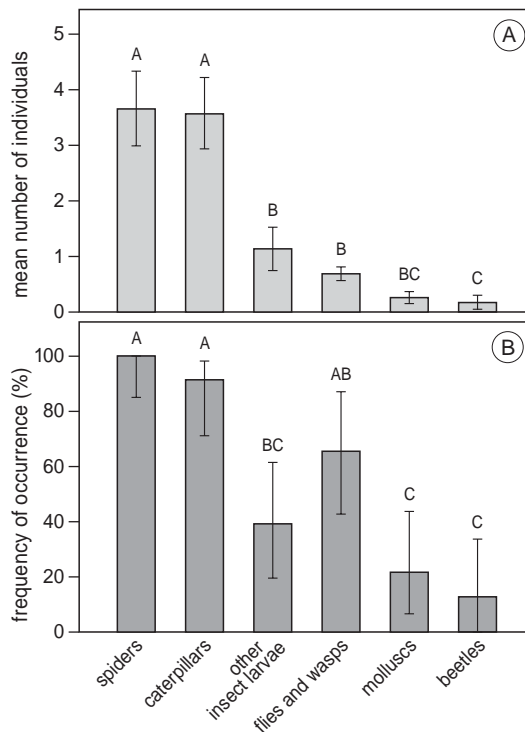 A
mean number of individuals
5
4
3
2
1
0
A
A
B
B
BC
C
B
frequency of occurrence (%)
100
80
60
40
20
0
A
A
BC
AB
C
C
spiders
caterpillars
other
insect larvae
flies and wasps
molluscs
beetles